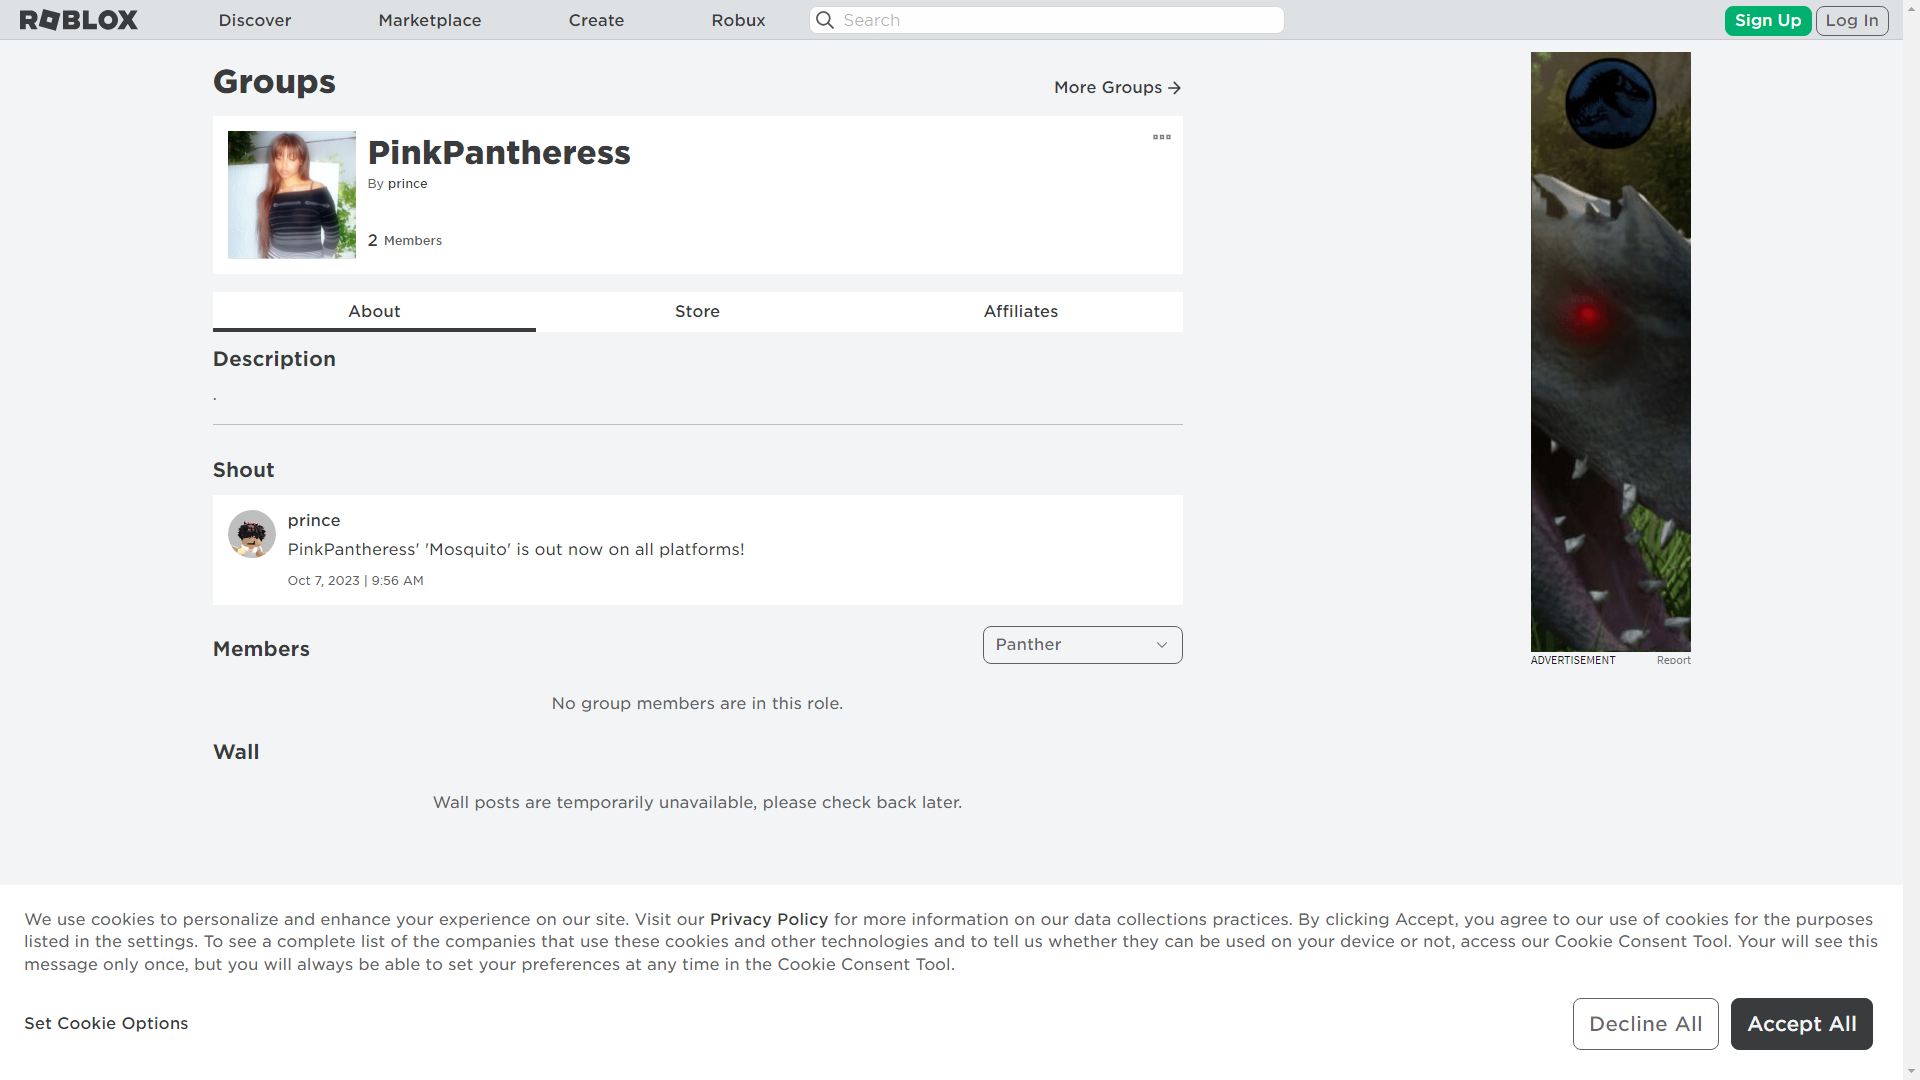 ROBLOX
Discover
Marketplace
Create
Robux
Search
Sign Up
Log In
Groups
More Groups
PinkPantheress
By prince
2 Members
About
Store
Affiliates
Description
.
Shout
prince
PinkPantheress' 'Mosquito' is out now on all platforms!
Oct 7, 2023 | 9:56 AM
Members
Panther
No group members are in this role.
Wall
Wall posts are temporarily unavailable, please check back later.
ADVERTISEMENT
Report
We use cookies to personalize and enhance your experience on our site. Visit our Privacy Policy for more information on our data collections practices. By clicking Accept, you agree to our use of cookies for the purposes
listed in the settings. To see a complete list of the companies that use these cookies and other technologies and to tell us whether they can be used on your device or not, access our Cookie Consent Tool. Your will see this
message only once, but you will always be able to set your preferences at any time in the Cookie Consent Tool.
Set Cookie Options
Decline All
Accept All